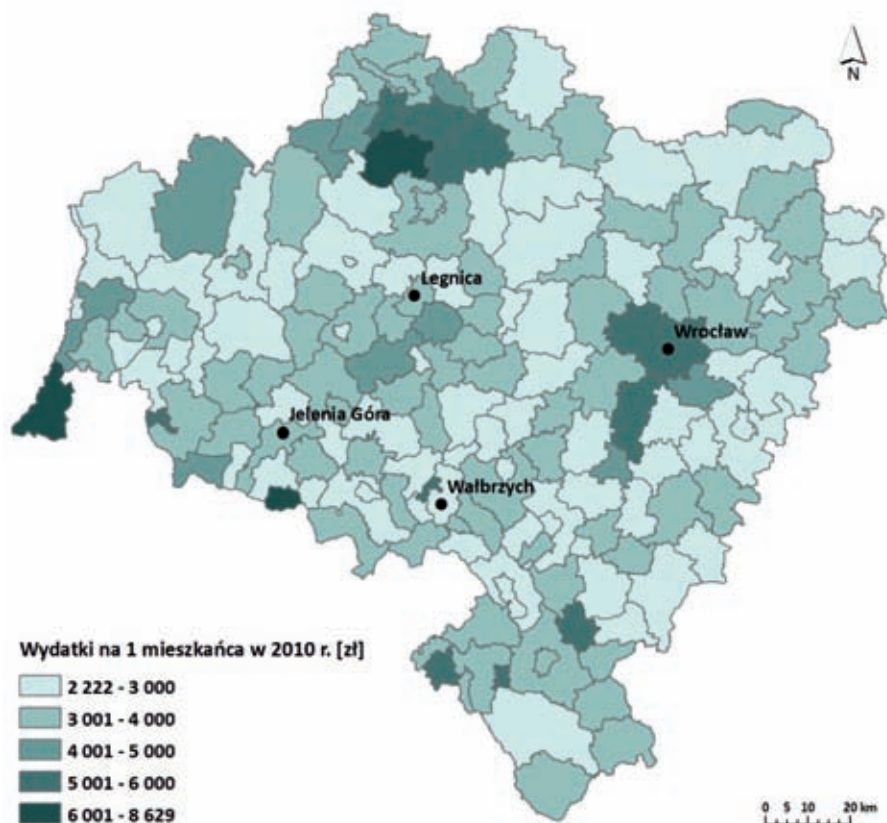 N
Legnica
Wrocław
Jelenia Góra
Wałbrzych
Wydatki na 1 mieszkańca w 2010 r. [zł]
2 222 - 3 000
3 001 - 4 000
4 001 - 5 000
5 001 - 6 000
6 001 - 8 629
0 5 10 20 km